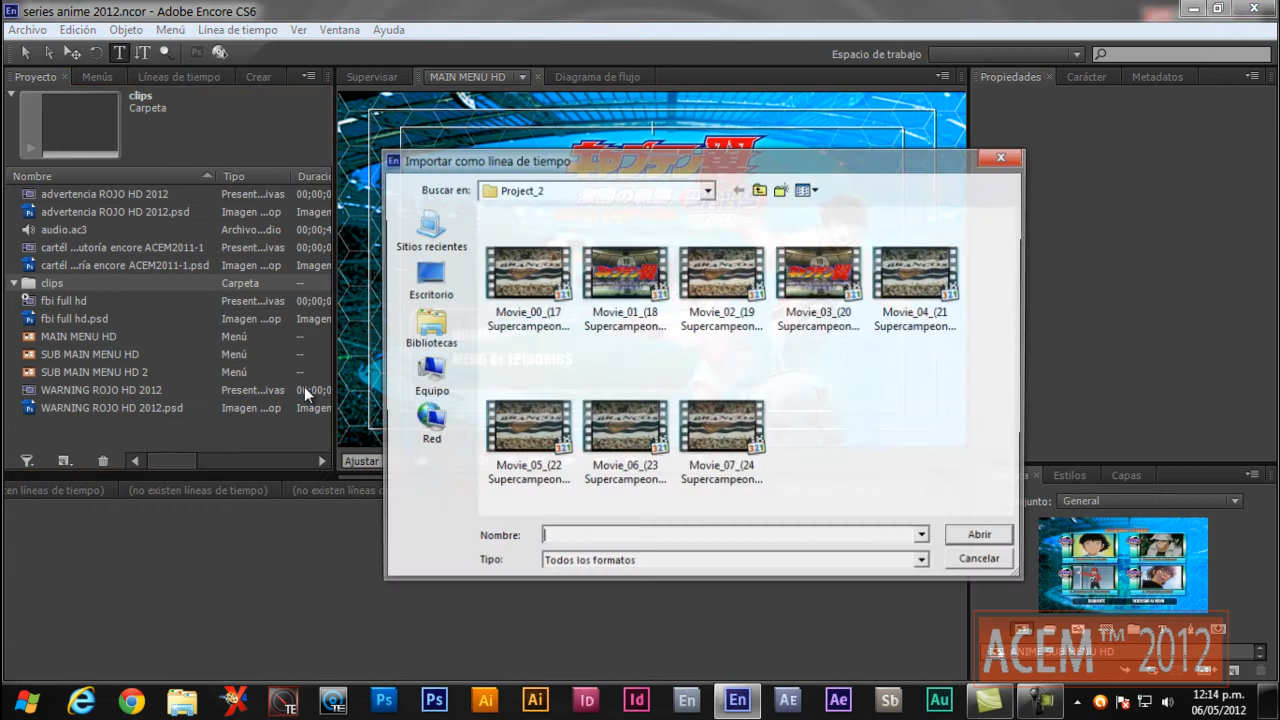 series anime 2012.ncor - Adobe Encore CS6
Archivo Edición Objeto Menú Línea de tiempo Ver Ventana Ayuda
Espacio de trabajo
Proyecto Menús Líneas de tiempo Crear
Supervisar MAIN MENU HD Diagrama de flujo
Propiedades Carácter Metadatos
clips
Carpeta
Nombre Tipo Duraci
advertencia ROJO HD 2012 Present...ivas 00;00;0
advertencia ROJO HD 2012.psd Imagen ...op Imagen
audio.ac3 Archivo...dio 00;00;4
cartél ...utoría encore ACEM2011-1 Present...ivas 00;00;0
cartél ...ría encore ACEM2011-1.psd Imagen ...op Imagen
clips Carpeta --
fbi full hd Present...ivas 00;00;0
fbi full hd.psd Imagen ...op Imagen
MAIN MENU HD Menú --
SUB MAIN MENU HD Menú --
SUB MAIN MENU HD 2 Menú --
WARNING ROJO HD 2012 Present...ivas 00;00;0
WARNING ROJO HD 2012.psd Imagen ...op Imagen
Importar como línea de tiempo
Buscar en: Project_2
Sitios recientes
Escritorio
Bibliotecas
Equipo
Red
Movie_00_(17 Supercampeon...
Movie_01_(18 Supercampeon...
Movie_02_(19 Supercampeon...
Movie_03_(20 Supercampeon...
Movie_04_(21 Supercampeon...
Movie_05_(22 Supercampeon...
Movie_06_(23 Supercampeon...
Movie_07_(24 Supercampeon...
MENU DE EPISODIOS
Nombre: Abrir
Tipo: Todos los formatos Cancelar
Ajustar
en líneas de tiempo) (no existen líneas de tiempo) (no existen líneas de
Estilos Capas
onjunto: General
ANIME SUB MENU HD
ACEM™ 2012
12:14 p.m.
06/05/2012